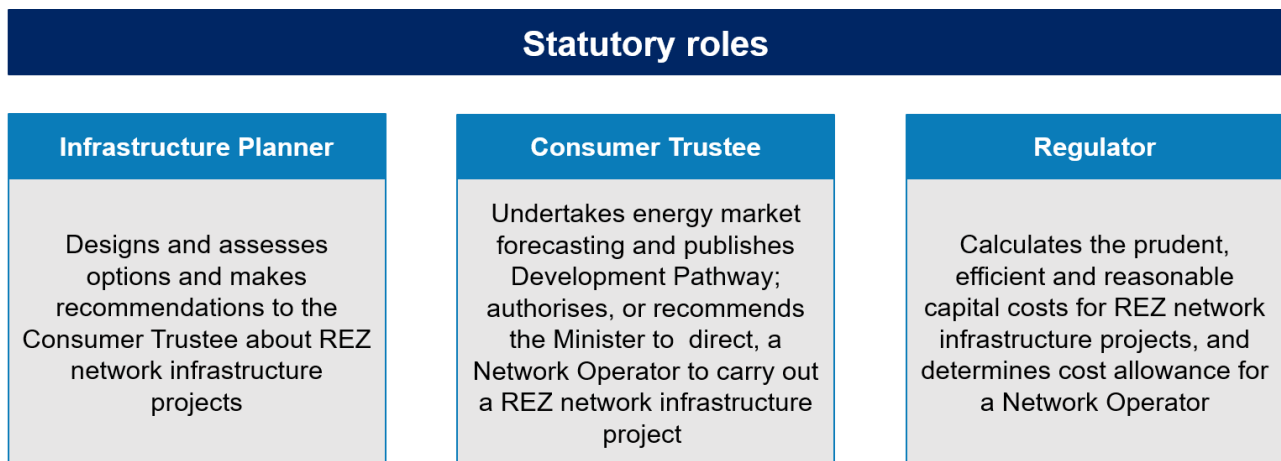 Statutory roles
Infrastructure Planner
Designs and assesses
options and makes
recommendations to the
Consumer Trustee about REZ
network infrastructure
projects
Consumer Trustee
Undertakes energy market
forecasting and publishes
Development Pathway;
authorises, or recommends
the Minister to  direct, a
Network Operator to carry out
a REZ network infrastructure
project
Regulator
Calculates the prudent,
efficient and reasonable
capital costs for REZ network
infrastructure projects, and
determines cost allowance for
a Network Operator